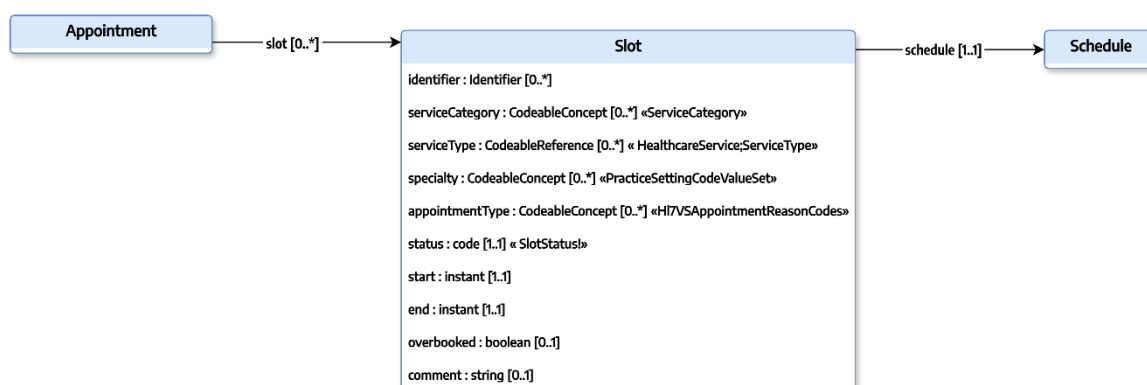 Appointment
slot [0..*]
Slot
schedule [1..1]
Schedule
identifier : Identifier [0..*]
serviceCategory : CodeableConcept [0..*] «ServiceCategory»
serviceType : CodeableReference [0..*] « HealthcareService;ServiceType»
specialty : CodeableConcept [0..*] «PracticeSettingCodeValueSet»
appointmentType : CodeableConcept [0..*] «Hl7VSAppointmentReasonCodes»
status : code [1..1] « SlotStatus!»
start : instant [1..1]
end : instant [1..1]
overbooked : boolean [0..1]
comment : string [0..1]